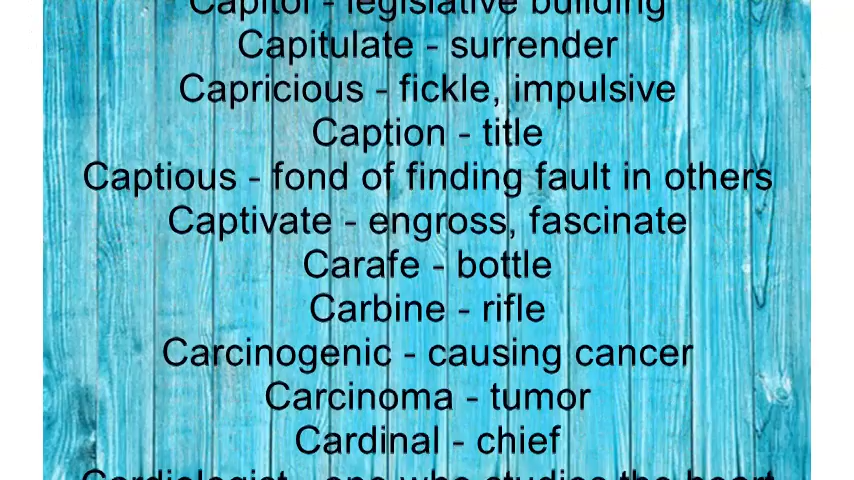 Capitol - legislative building
Capitulate - surrender
Capricious - fickle, impulsive
Caption - title
Captious - fond of finding fault in others
Captivate - engross, fascinate
Carafe - bottle
Carbine - rifle
Carcinogenic - causing cancer
Carcinoma - tumor
Cardinal - chief
Cardiologist - one who studies the heart